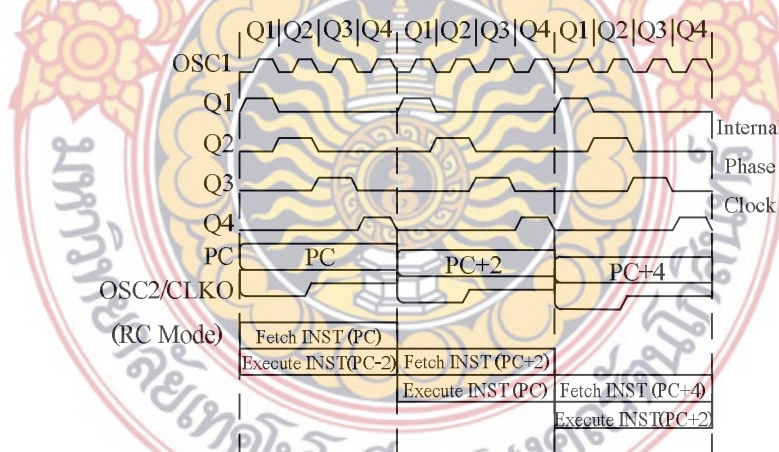 Q1|Q2|Q3|Q4 Q1|Q2|Q3|Q4 Q1|Q2|Q3|Q4
OSC1
Q1
Internal
Q2
Phase
Q3
Clock
Q4
PC PC PC+2 PC+4
OSC2/CLKO
(RC Mode)
Fetch INST (PC)
Execute INST(PC-2) Fetch INST (PC+2)
Execute INST (PC) Fetch INST (PC+4)
Execute INST(PC+2)